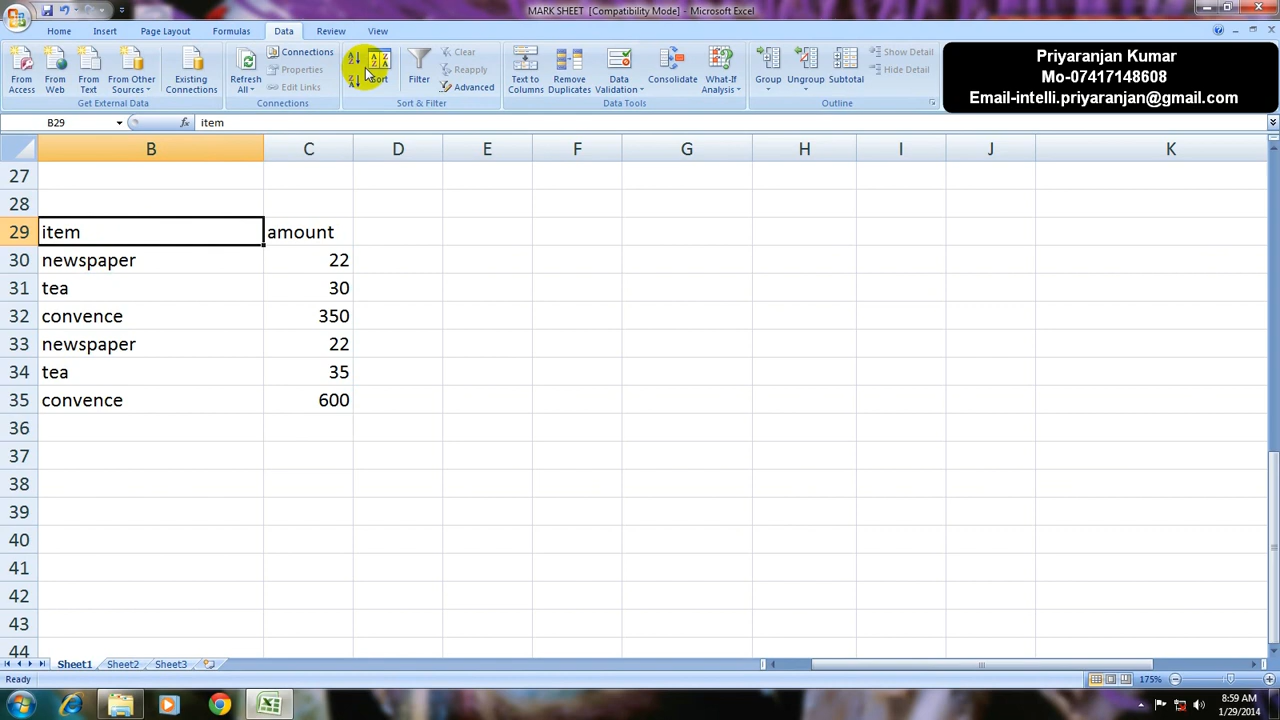 MARK SHEET [Compatibility Mode] - Microsoft Excel
Home Insert Page Layout Formulas Data Review View
From Access
From Web
From Text
From Other Sources
Existing Connections
Get External Data
Refresh All
Connections
Properties
Edit Links
Connections
Sort
Filter
Clear
Reapply
Advanced
Sort & Filter
Text to Columns
Remove Duplicates
Data Validation
Consolidate
What-If Analysis
Data Tools
Group
Ungroup
Subtotal
Show Detail
Hide Detail
Outline
Priyaranjan Kumar
Mo-07417148608
Email-intelli.priyaranjan@gmail.com
B29 fx item
B C D E F G H I J K
27
28
29 item amount
30 newspaper 22
31 tea 30
32 convence 350
33 newspaper 22
34 tea 35
35 convence 600
36
37
38
39
40
41
42
43
44
Sheet1 Sheet2 Sheet3
Ready 175%
8:59 AM
1/29/2014